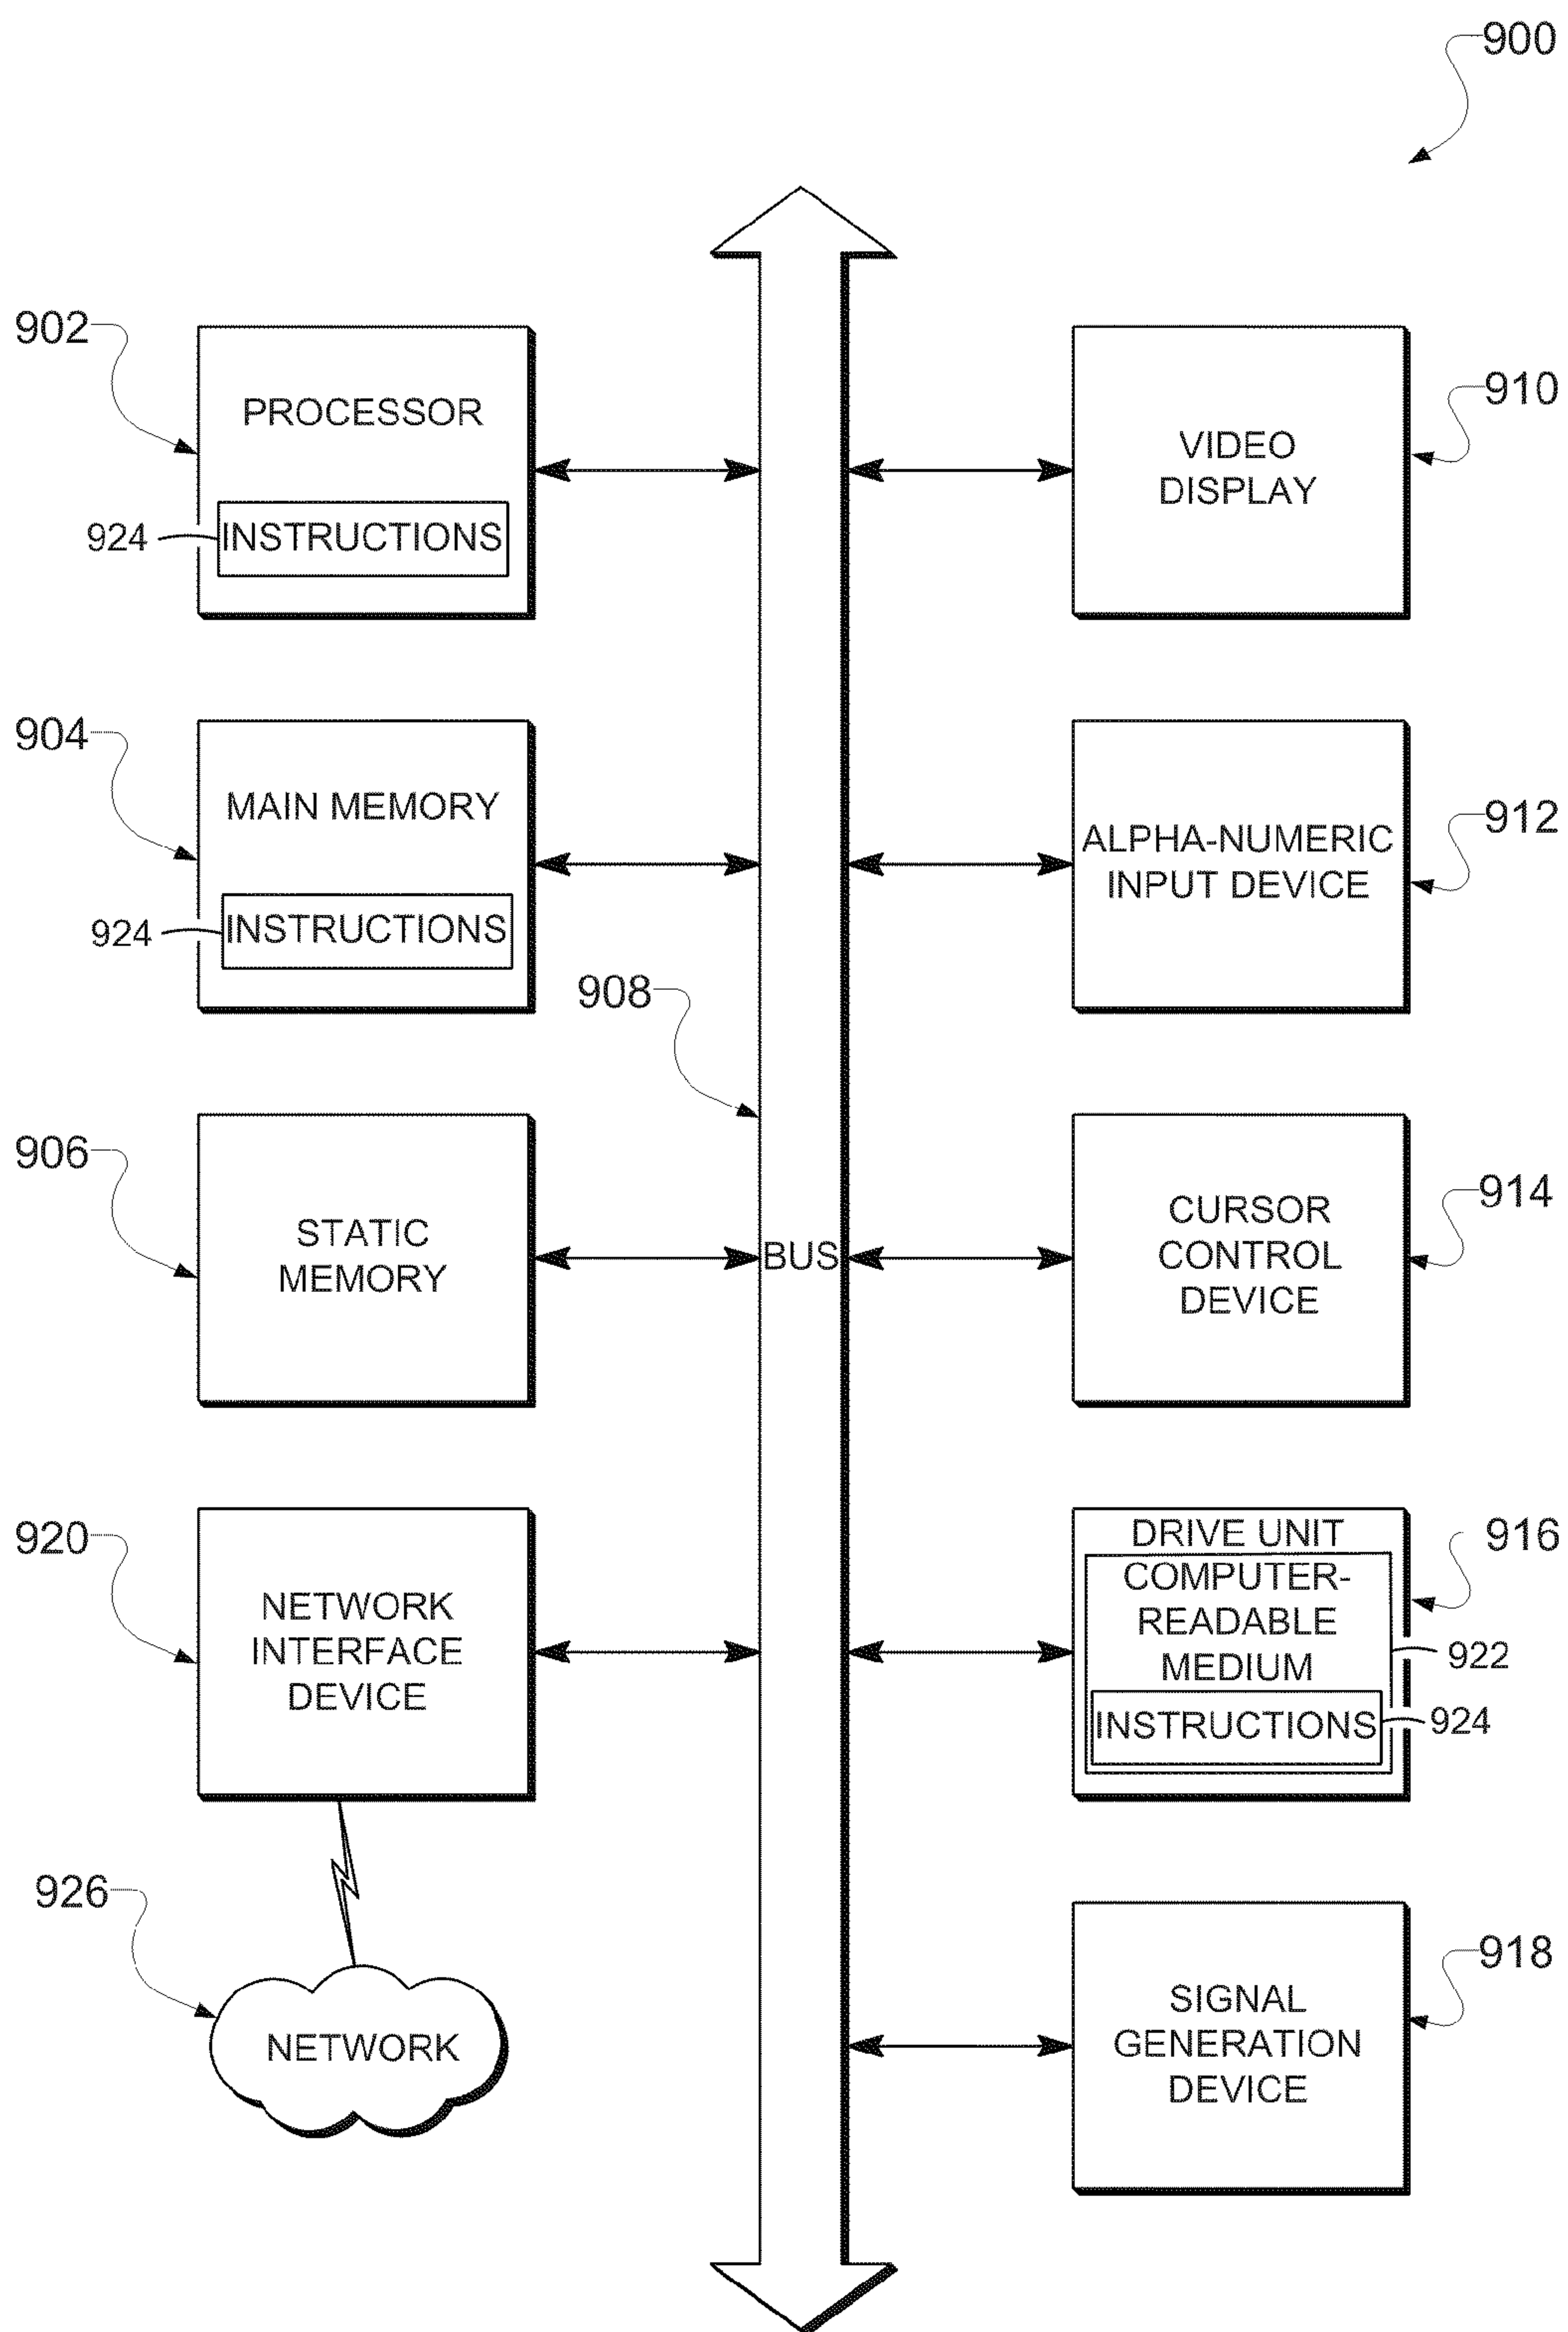 900
902
PROCESSOR
924
INSTRUCTIONS
910
VIDEO
DISPLAY
904
MAIN MEMORY
924
INSTRUCTIONS
912
ALPHA-NUMERIC
INPUT DEVICE
908
906
STATIC
MEMORY
BUS
914
CURSOR
CONTROL
DEVICE
920
NETWORK
INTERFACE
DEVICE
916
DRIVE UNIT
COMPUTER-
READABLE
MEDIUM
922
INSTRUCTIONS
924
926
NETWORK
918
SIGNAL
GENERATION
DEVICE